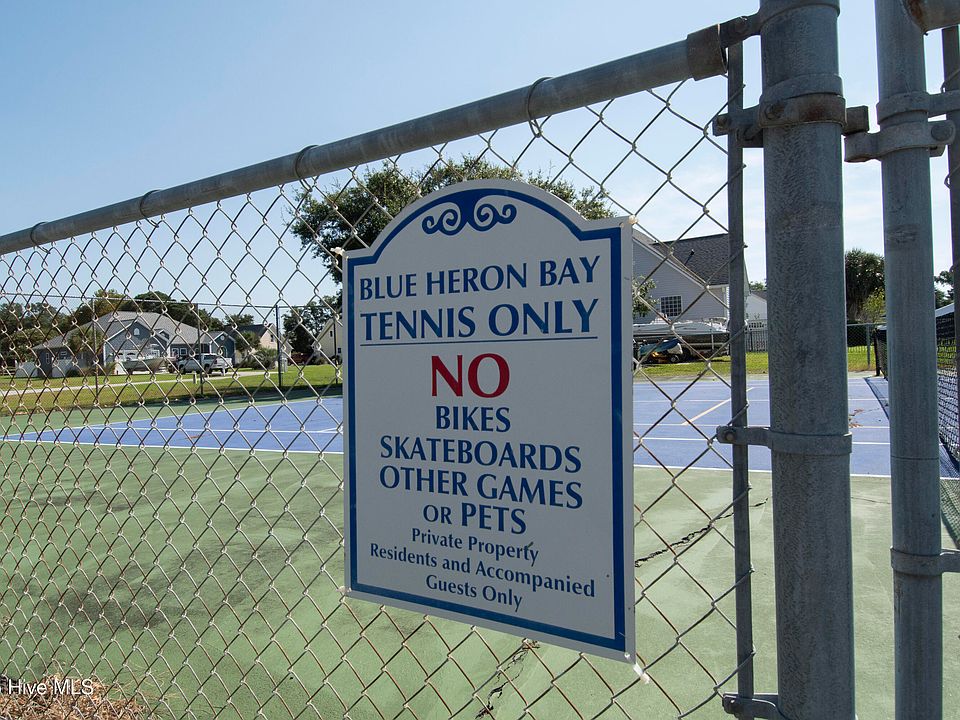 BLUE HERON BAY
TENNIS ONLY
NO
BIKES
SKATEBOARDS
OTHER GAMES
OR PETS
Private Property
Residents and Accompanied
Guests Only
Hive MLS